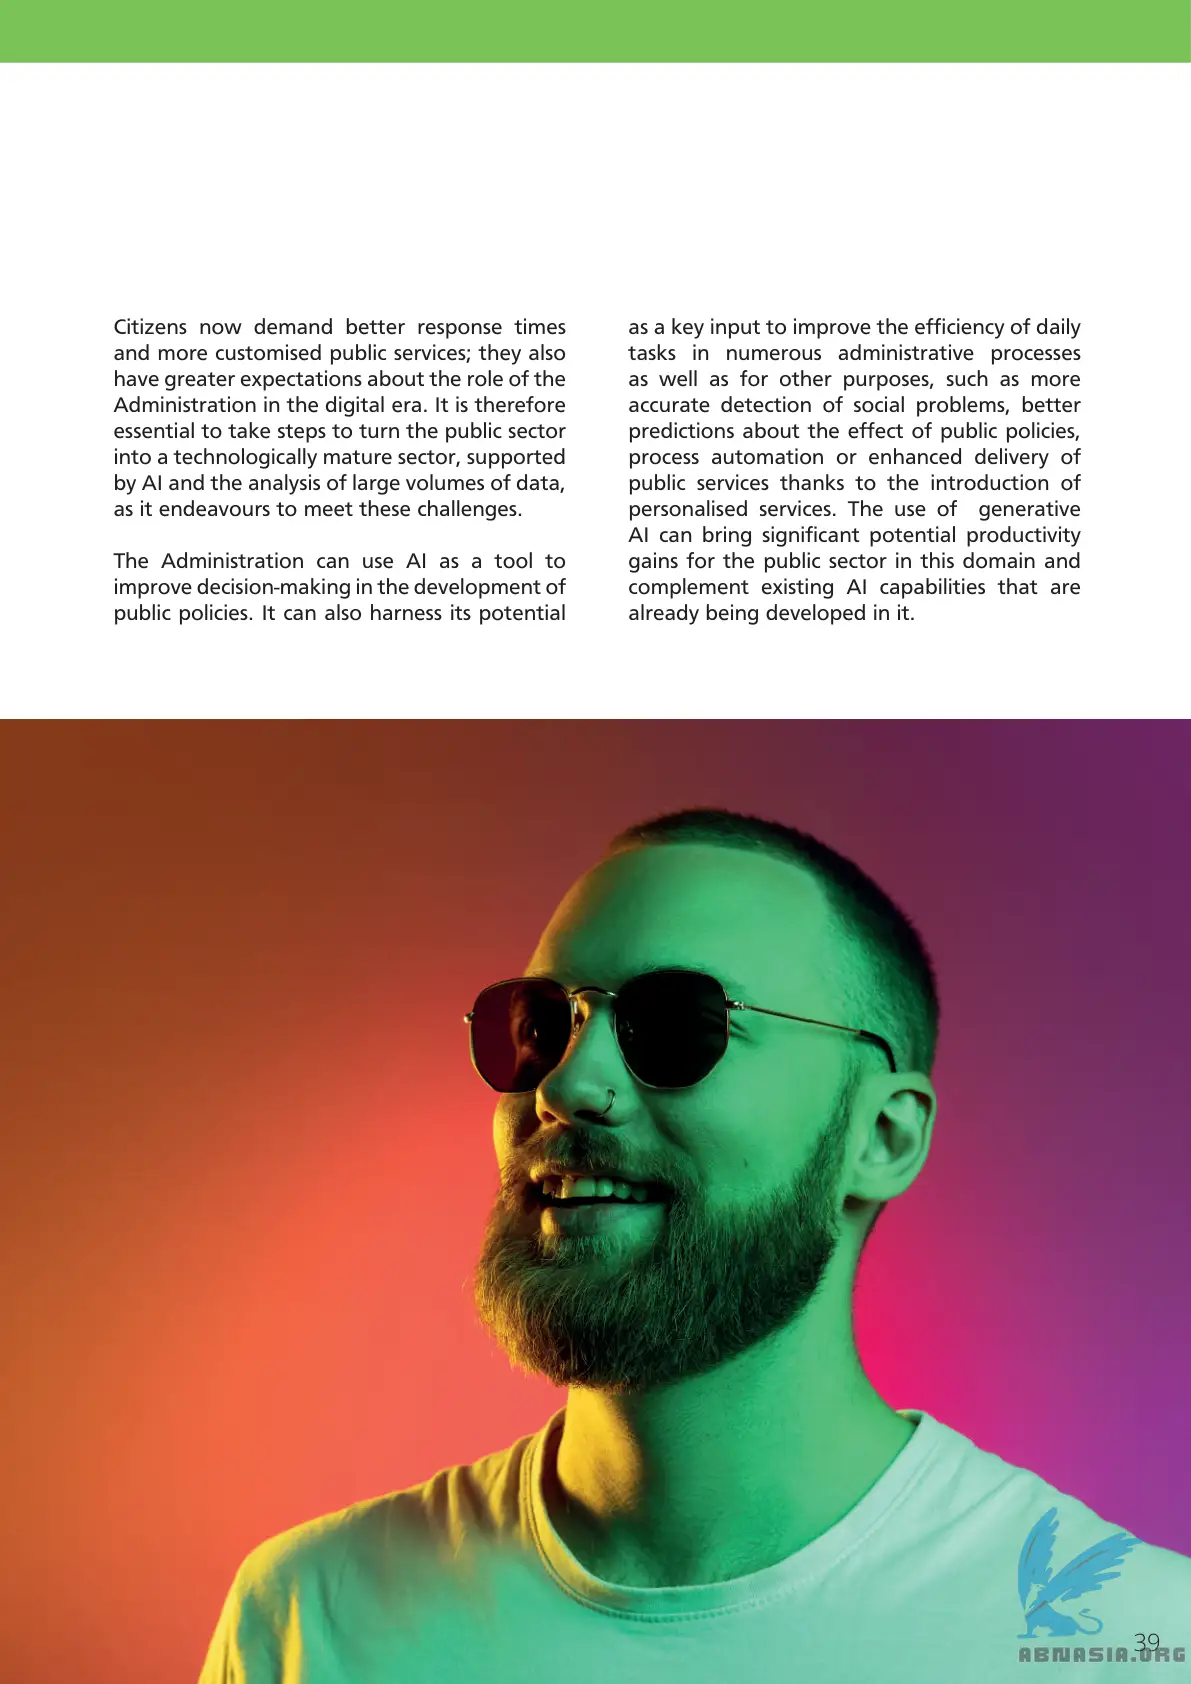 Citizens now demand better response times
and more customised public services; they also
have greater expectations about the role of the
Administration in the digital era. It is therefore
essential to take steps to turn the public sector
into a technologically mature sector, supported
by AI and the analysis of large volumes of data,
as it endeavours to meet these challenges.
The Administration can use AI as a tool to
improve decision-making in the development of
public policies. It can also harness its potential
as a key input to improve the efficiency of daily
tasks in numerous administrative processes
as well as for other purposes, such as more
accurate detection of social problems, better
predictions about the effect of public policies,
process automation or enhanced delivery of
public services thanks to the introduction of
personalised services. The use of generative
AI can bring significant potential productivity
gains for the public sector in this domain and
complement existing AI capabilities that are
already being developed in it.
39
ABNASIA.ORG